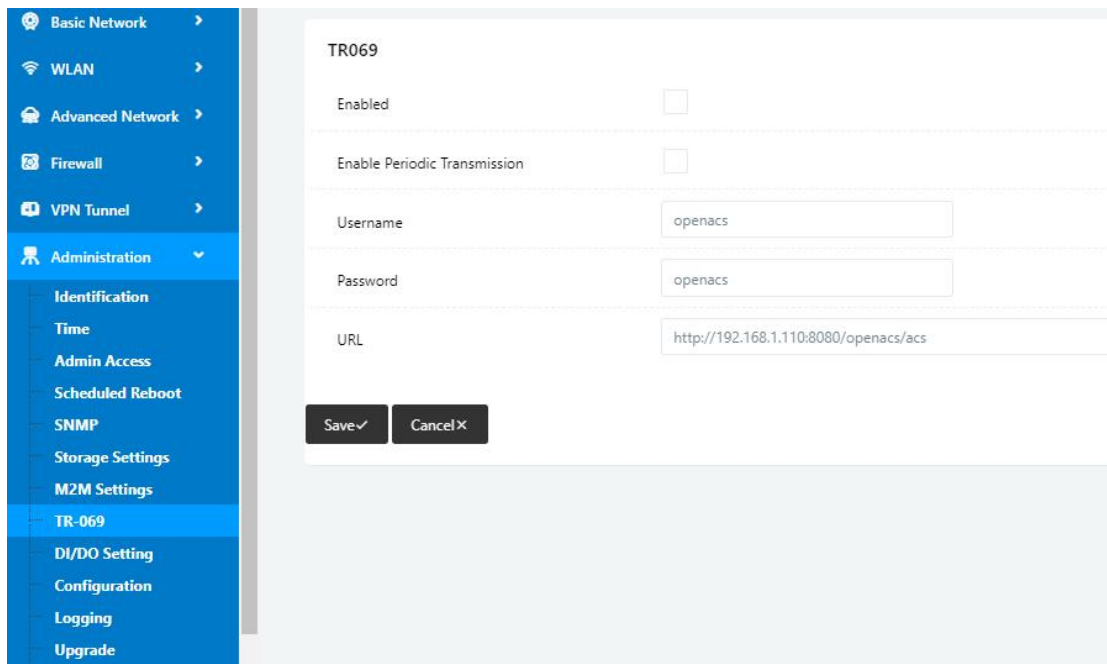 Basic Network
WLAN
Advanced Network
Firewall
VPN Tunnel
Administration
Identification
Time
Admin Access
Scheduled Reboot
SNMP
Storage Settings
M2M Settings
TR-069
DI/DO Setting
Configuration
Logging
Upgrade
TR069
Enabled
Enable Periodic Transmission
Username openacs
Password openacs
URL http://192.168.1.110:8080/openacs/acs
Save Cancel